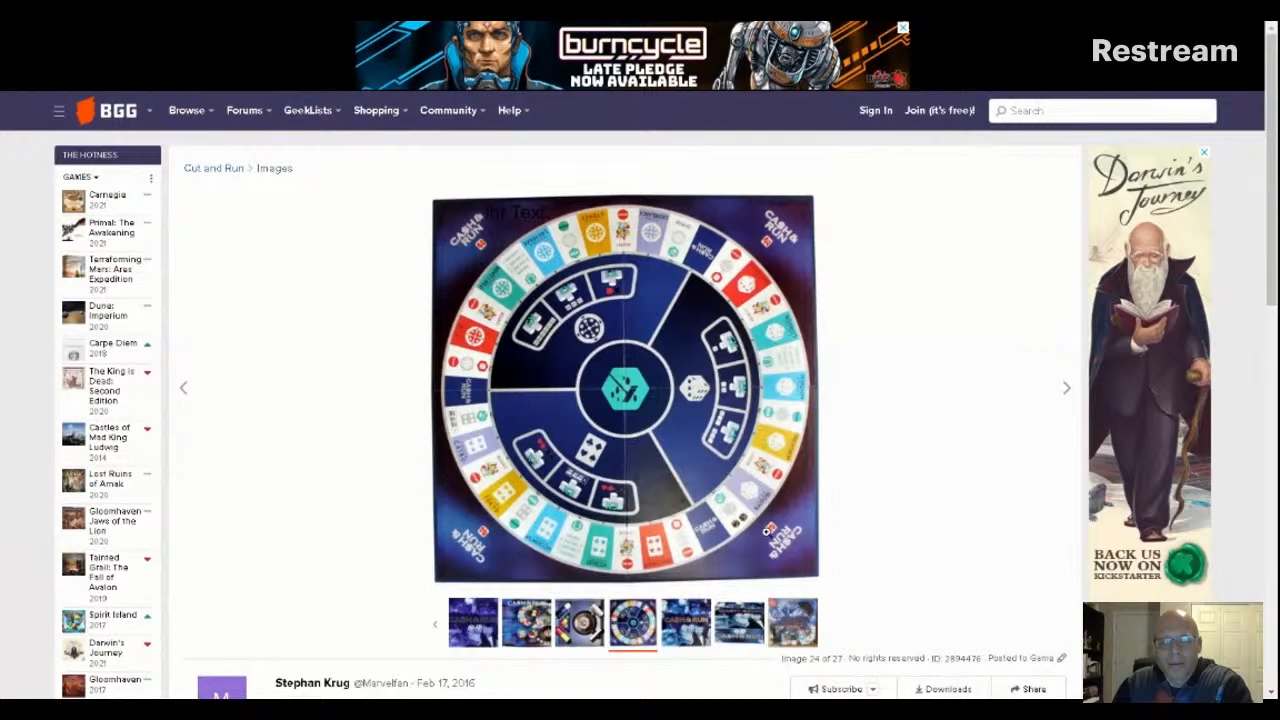 burncycle
LATE PLEDGE
NOW AVAILABLE
Restream
BGG
Browse
Forums
GeekLists
Shopping
Community
Help
Sign In
Join (it's free)!
Search
THE HOTNESS
GAMES
Carnegie
2021
Primal: The
Awakening
2021
Terraforming
Mars: Ares
Expedition
2021
Dune:
Imperium
2020
Carpe Diem
2018
The King is
Dead:
Second
Edition
2020
Castles of
Mad King
Ludwig
2014
Lost Ruins
of Arnak
2020
Gloomhaven:
Jaws of the
Lion
2020
Tainted
Grail: The
Fall of
Avalon
2019
Spirit Island
2017
Darwin's
Journey
2021
Gloomhaven
2017
Cut and Run > Images
Ihr Text.
CASH &
RUN
CASH &
RUN
CASH &
RUN
CASH &
RUN
Image 24 of 27 No rights reserved · ID: 2894476 Posted to Game
M
Stephan Krug @Marvelfan · Feb 17, 2016
Subscribe
Downloads
Share
Darwin's
Journey
BACK US
NOW ON
KICKSTARTER